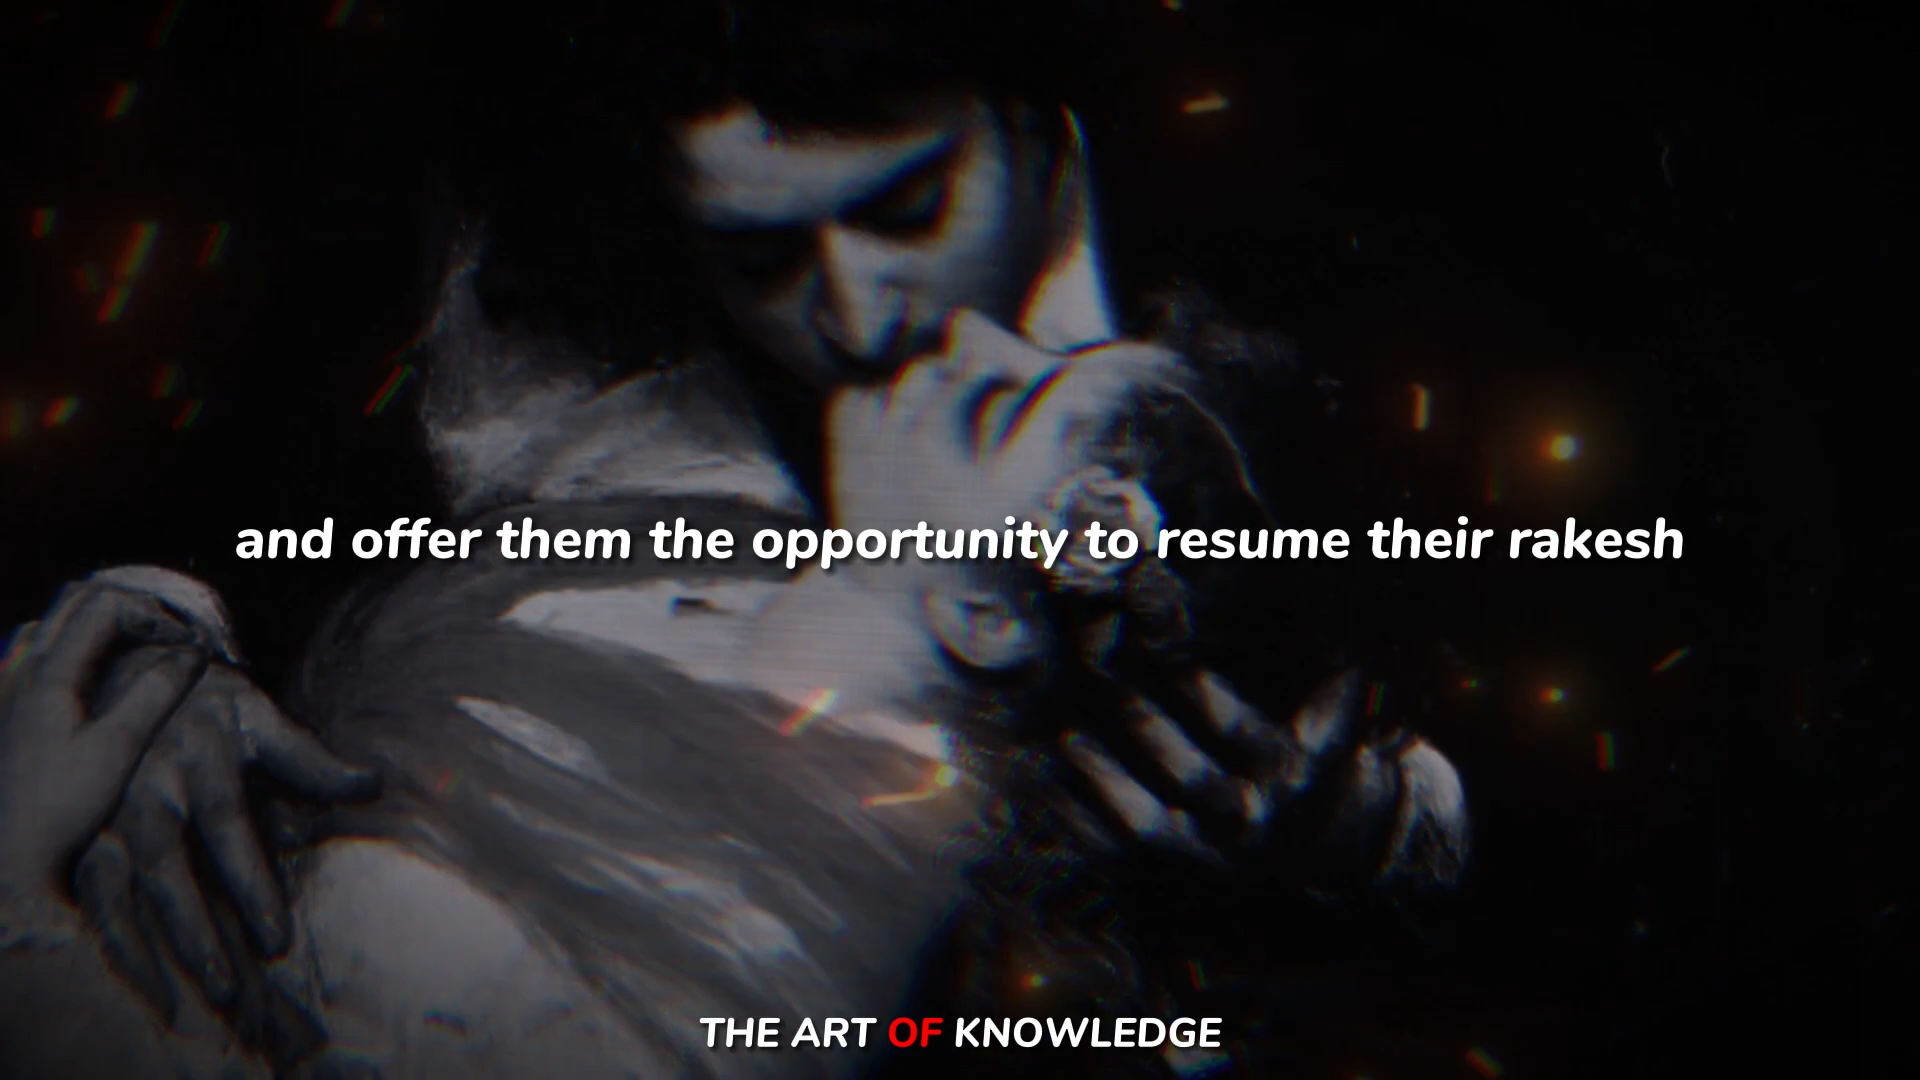 and offer them the opportunity to resume their rakesh
THE ART OF KNOWLEDGE